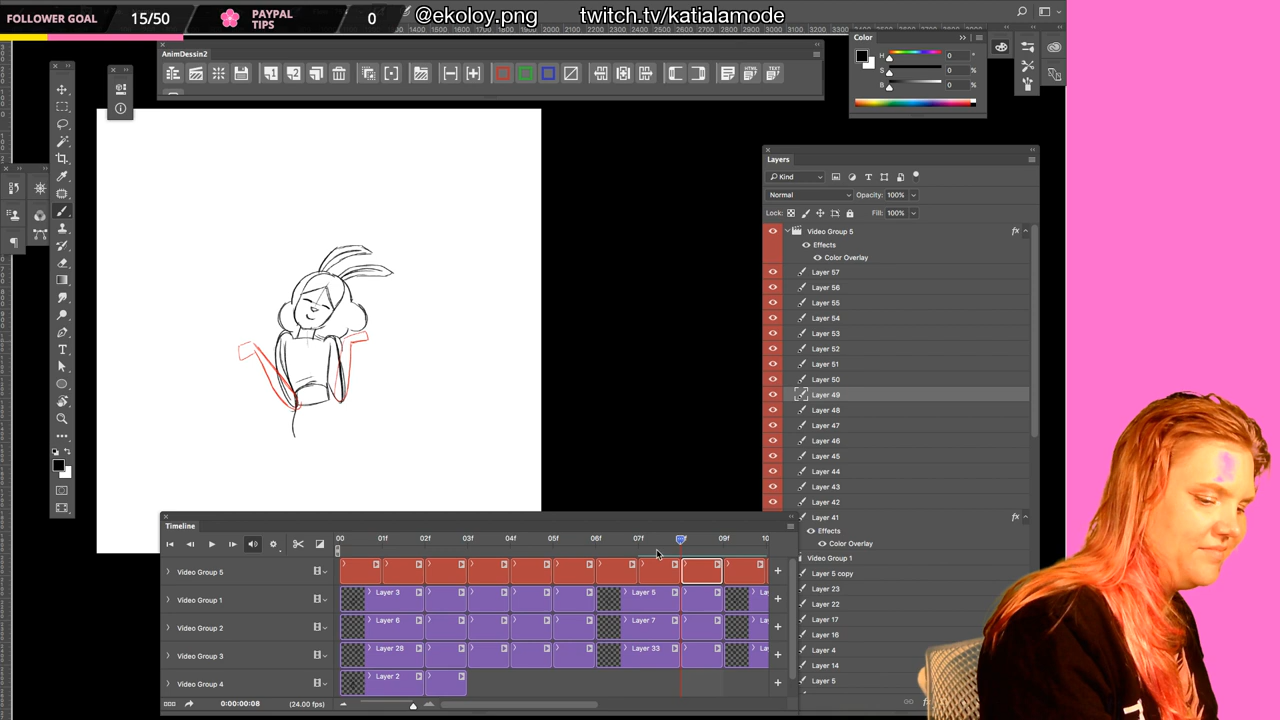 FOLLOWER GOAL 15/50 PAYPAL TIPS 0 @ekoloy.png twitch.tv/katialamode
AnimDessin2
Color
H 0 °
S 0 %
B 0 %
Layers
Kind
Normal Opacity: 100%
Lock: Fill: 100%
Video Group 5 fx
Effects
Color Overlay
Layer 57
Layer 56
Layer 55
Layer 54
Layer 53
Layer 52
Layer 51
Layer 50
Layer 49
Layer 48
Layer 47
Layer 46
Layer 45
Layer 44
Layer 43
Layer 42
Layer 41 fx
Effects
Color Overlay
Video Group 1
Layer 5 copy
Layer 23
Layer 22
Layer 17
Layer 16
Layer 4
Layer 14
Layer 5
Timeline
00 01f 02f 03f 04f 05f 06f 07f 09f 10
Video Group 5
Video Group 1 Layer 3 Layer 5
Video Group 2 Layer 6 Layer 7
Video Group 3 Layer 28 Layer 33
Video Group 4 Layer 2
0:00:00:08 (24.00 fps)